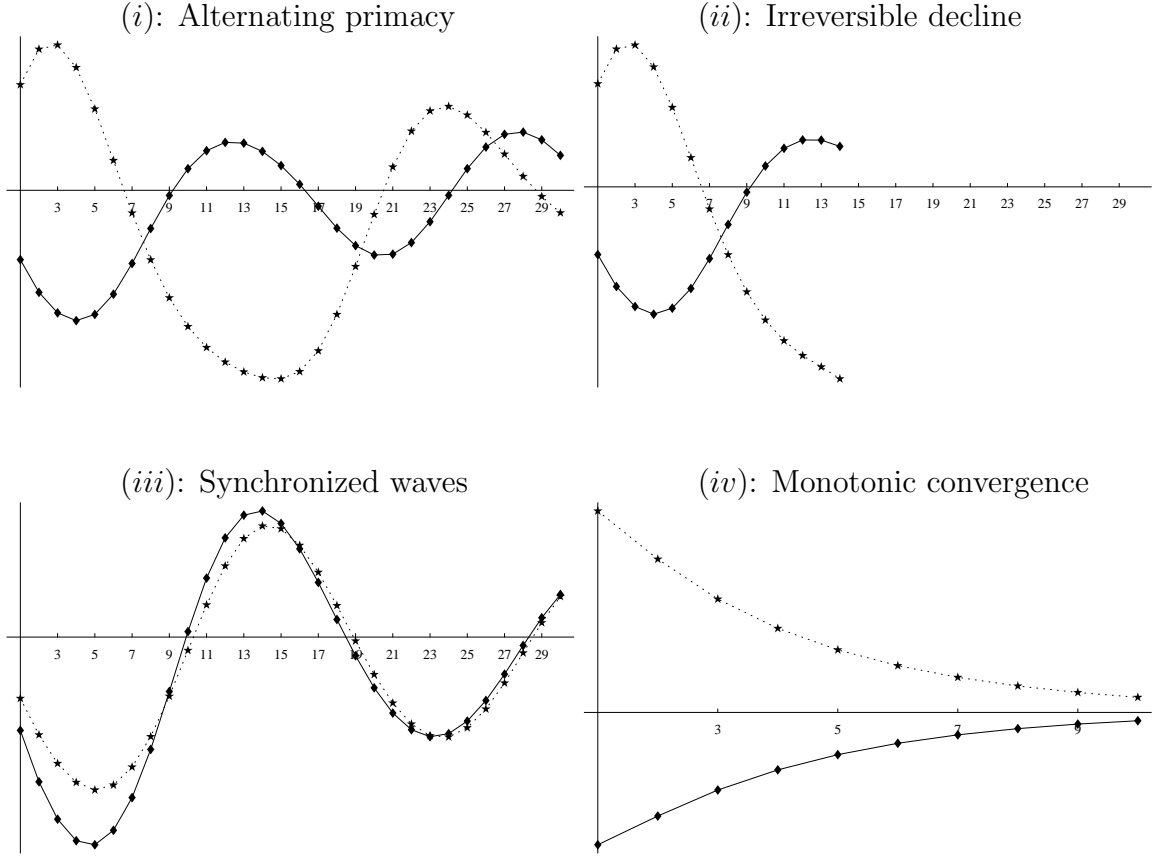 (i): Alternating primacy
3 5 7 9 11 13 15 17 19 21 23 25 27 29
(ii): Irreversible decline
3 5 7 9 11 13 15 17 19 21 23 25 27 29
(iii): Synchronized waves
3 5 7 9 11 13 15 17 19 21 23 25 27 29
(iv): Monotonic convergence
3 5 7 9